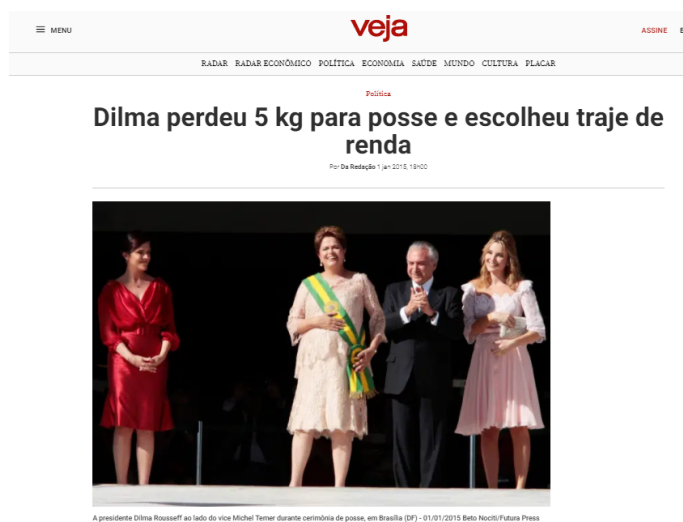 MENU
veja
ASSINE
RADAR RADAR ECONÔMICO POLÍTICA ECONOMIA SAÚDE MUNDO CULTURA PLACAR
Política
Dilma perdeu 5 kg para posse e escolheu traje de
renda
Por Da Redação 1 jan 2015, 18h00
A presidente Dilma Rousseff ao lado do vice Michel Temer durante cerimônia de posse, em Brasília (DF) - 01/01/2015 Beto Nociti/Futura Press